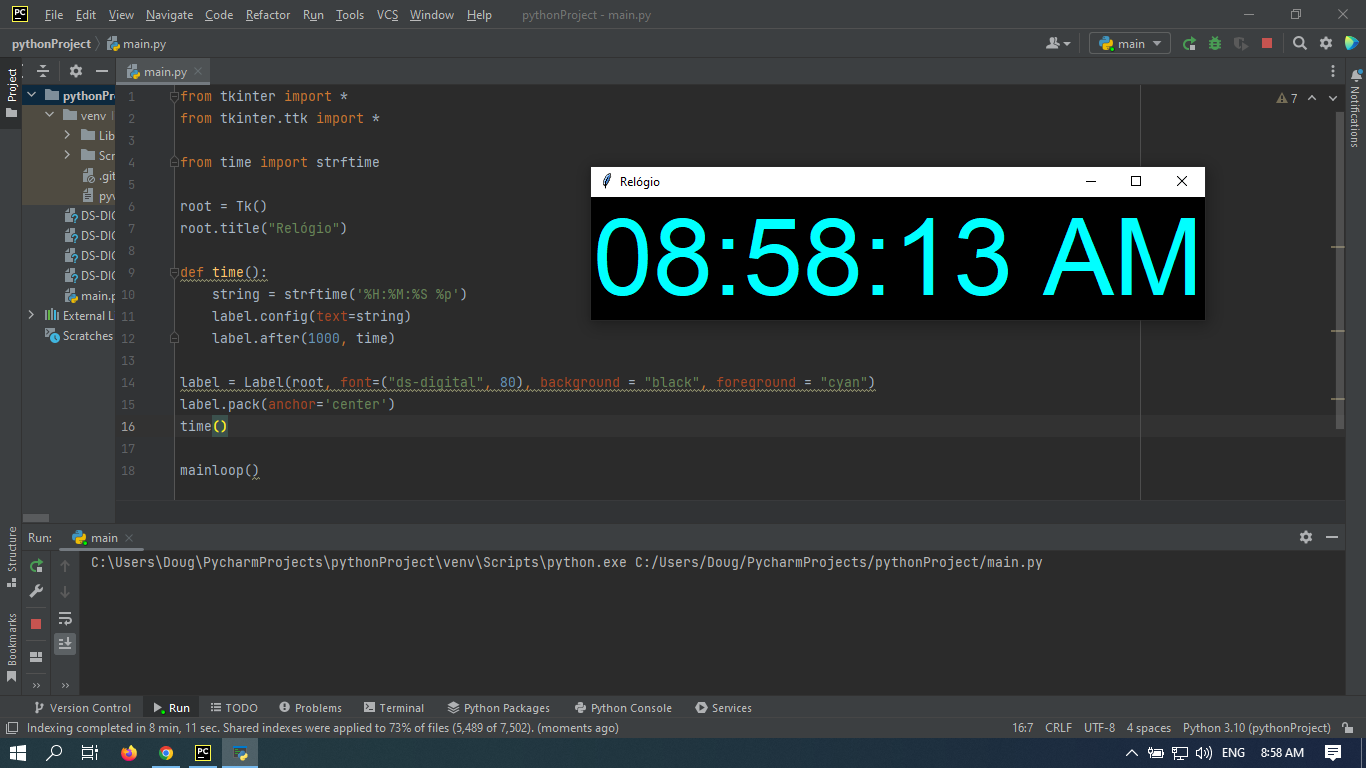 PC File Edit View Navigate Code Refactor Run Tools VCS Window Help pythonProject - main.py
pythonProject main.py main
Project main.py
pythonPr 1 from tkinter import * 7
venv 2 from tkinter.ttk import *
Lib 3
Scr 4 from time import strftime
.git 5
pyv 6 root = Tk()
DS-DIG 7 root.title("Relógio")
DS-DIG 8
DS-DIG 9 def time():
DS-DIG 10 string = strftime('%H:%M:%S %p')
main.p 11 label.config(text=string)
External L 12 label.after(1000, time)
Scratches 13
14 label = Label(root, font=("ds-digital", 80), background = "black", foreground = "cyan")
15 label.pack(anchor='center')
16 time()
17
18 mainloop()
Relógio
08:58:13 AM
Notifications
Structure
Bookmarks
Run: main
C:\Users\Doug\PycharmProjects\pythonProject\venv\Scripts\python.exe C:/Users/Doug/PycharmProjects/pythonProject/main.py
Version Control Run TODO Problems Terminal Python Packages Python Console Services
Indexing completed in 8 min, 11 sec. Shared indexes were applied to 73% of files (5,489 of 7,502). (moments ago) 16:7 CRLF UTF-8 4 spaces Python 3.10 (pythonProject)
PC ENG 8:58 AM